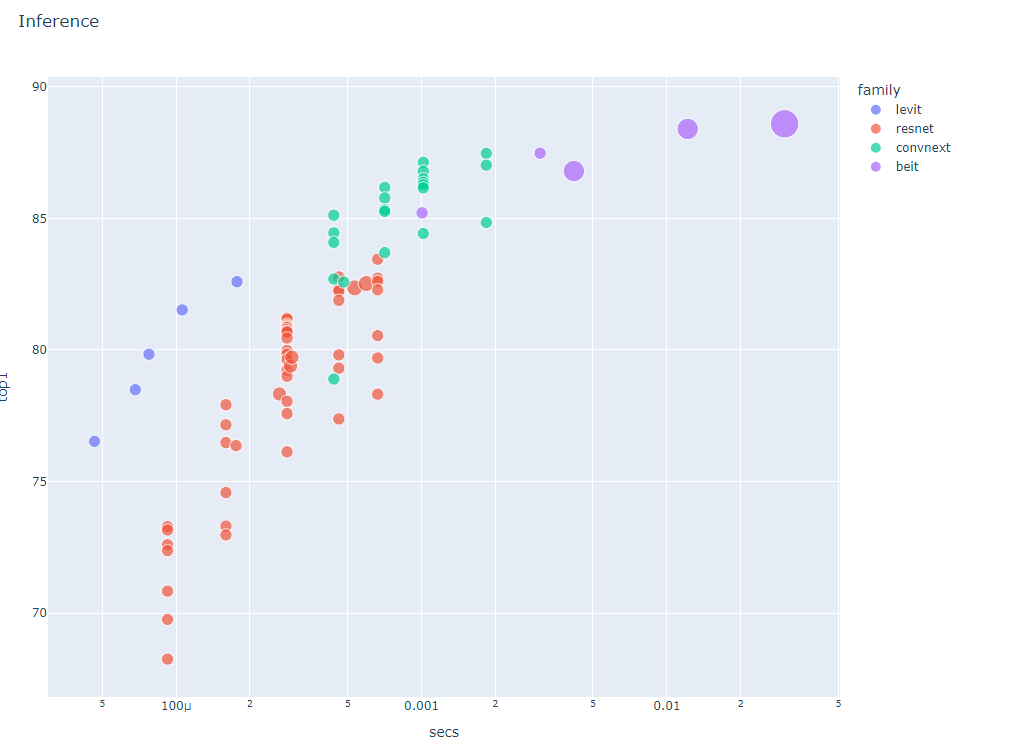 Inference
90
85
80
75
70
top1
5
100μ
2
5
0.001
2
5
0.01
2
5
secs
family
levit
resnet
convnext
beit